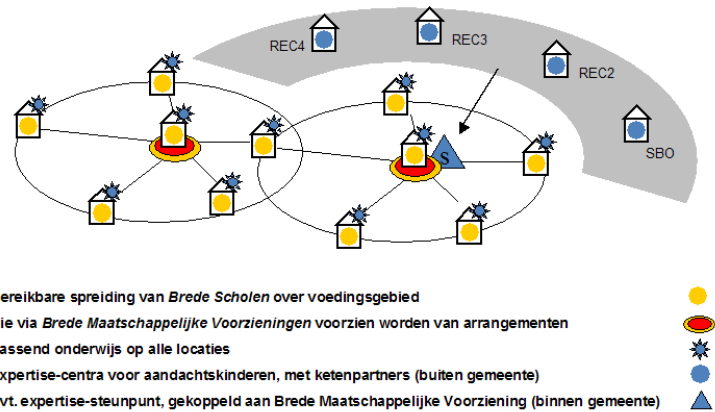 REC4
REC3
REC2
SBO
S
ereikbare spreiding van Brede Scholen over voedingsgebied
ie via Brede Maatschappelijke Voorzieningen voorzien worden van arrangementen
assend onderwijs op alle locaties
xpertise-centra voor aandachtskinderen, met ketenpartners (buiten gemeente)
vt. expertise-steunpunt, gekoppeld aan Brede Maatschappelijke Voorziening (binnen gemeente)